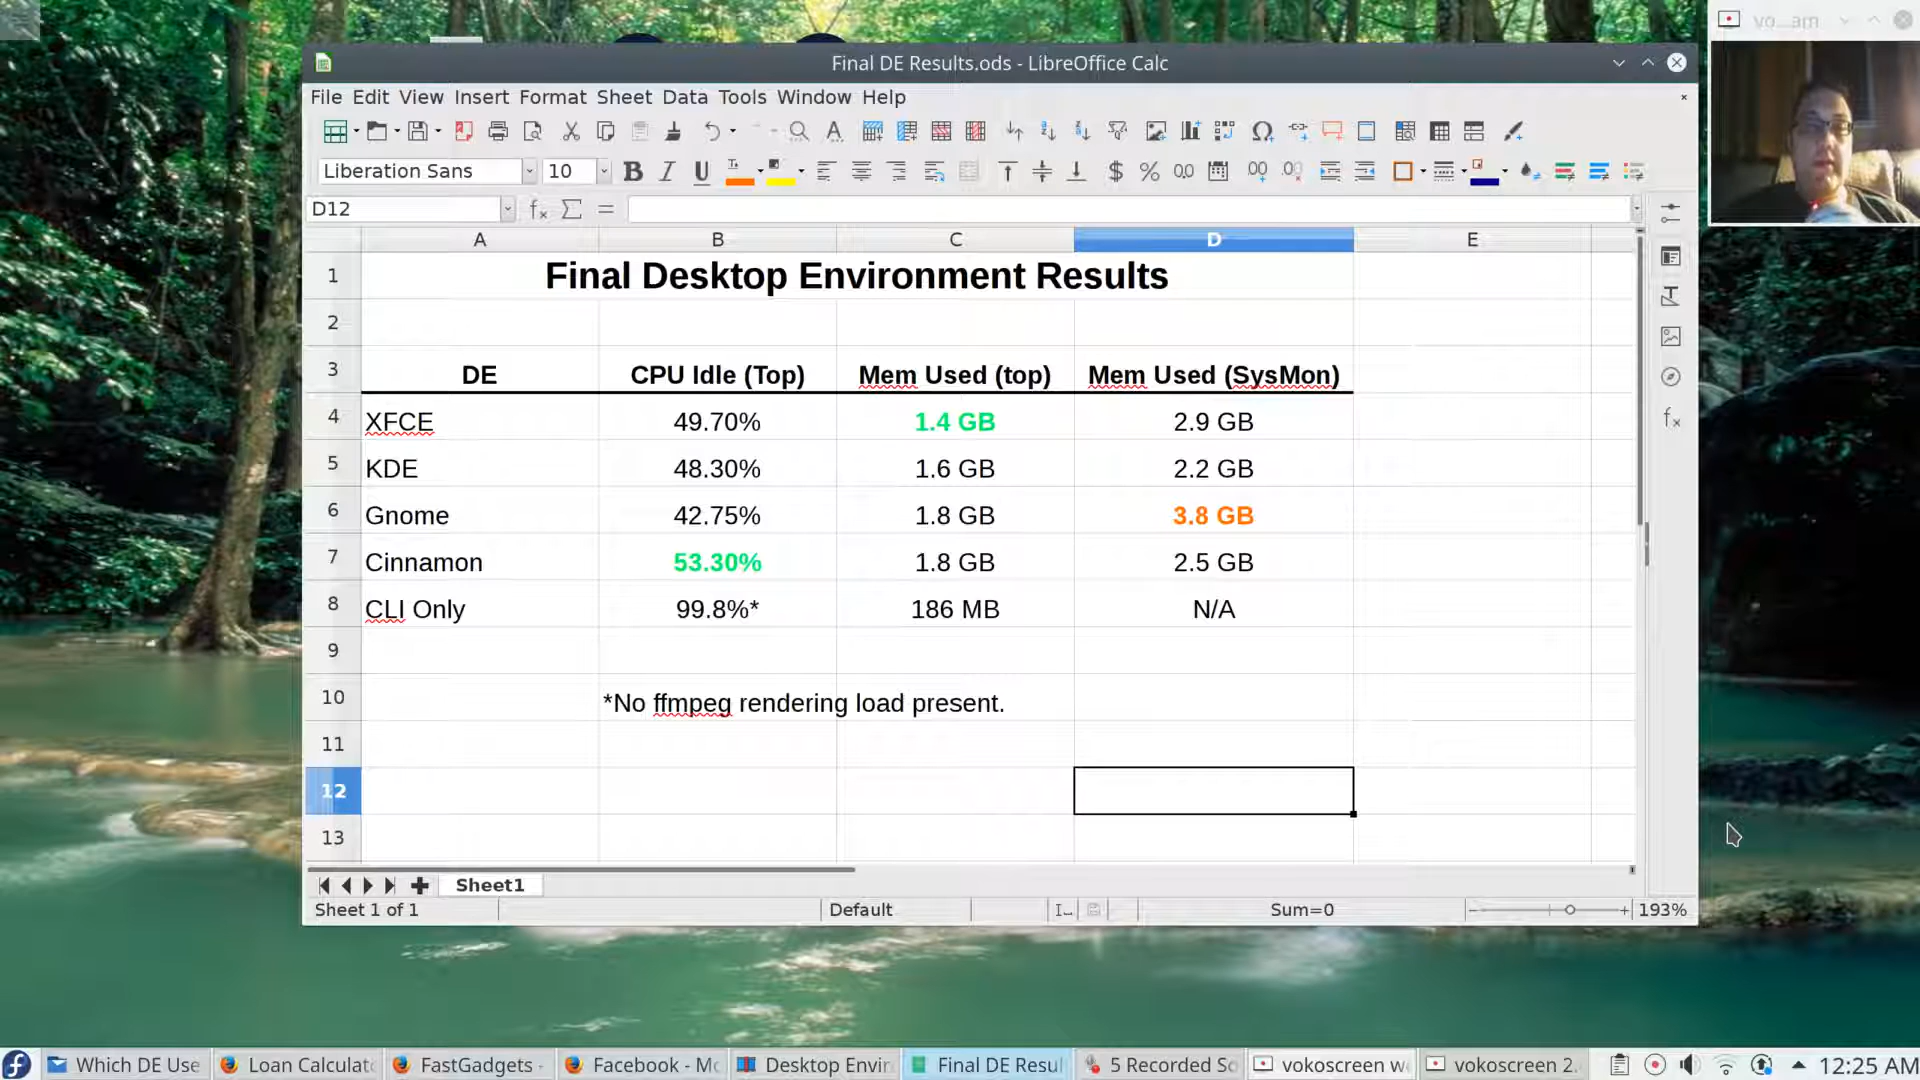 vo...am
Final DE Results.ods - LibreOffice Calc
File Edit View Insert Format Sheet Data Tools Window Help
Liberation Sans 10
D12
A B C D E
1 Final Desktop Environment Results
2
3 DE CPU Idle (Top) Mem Used (top) Mem Used (SysMon)
4 XFCE 49.70% 1.4 GB 2.9 GB
5 KDE 48.30% 1.6 GB 2.2 GB
6 Gnome 42.75% 1.8 GB 3.8 GB
7 Cinnamon 53.30% 1.8 GB 2.5 GB
8 CLI Only 99.8%* 186 MB N/A
9
10 *No ffmpeg rendering load present.
11
12
13
Sheet1
Sheet 1 of 1 Default Sum=0 193%
Which DE Use Loan Calculat FastGadgets - Facebook - Mo Desktop Envir Final DE Resul 5 Recorded Sc vokoscreen w vokoscreen 2. 12:25 AM